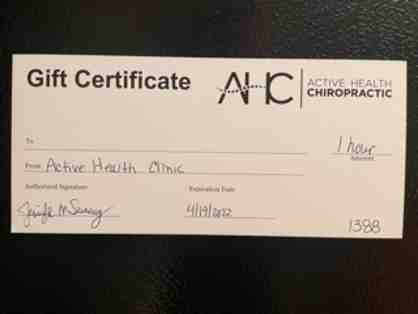 Gift Certificate
AHC
ACTIVE HEALTH
CHIROPRACTIC
To
1 hour
Amount
From Active Health Clinic
Authorized Signature
Expiration Date
4/19/2022
1388